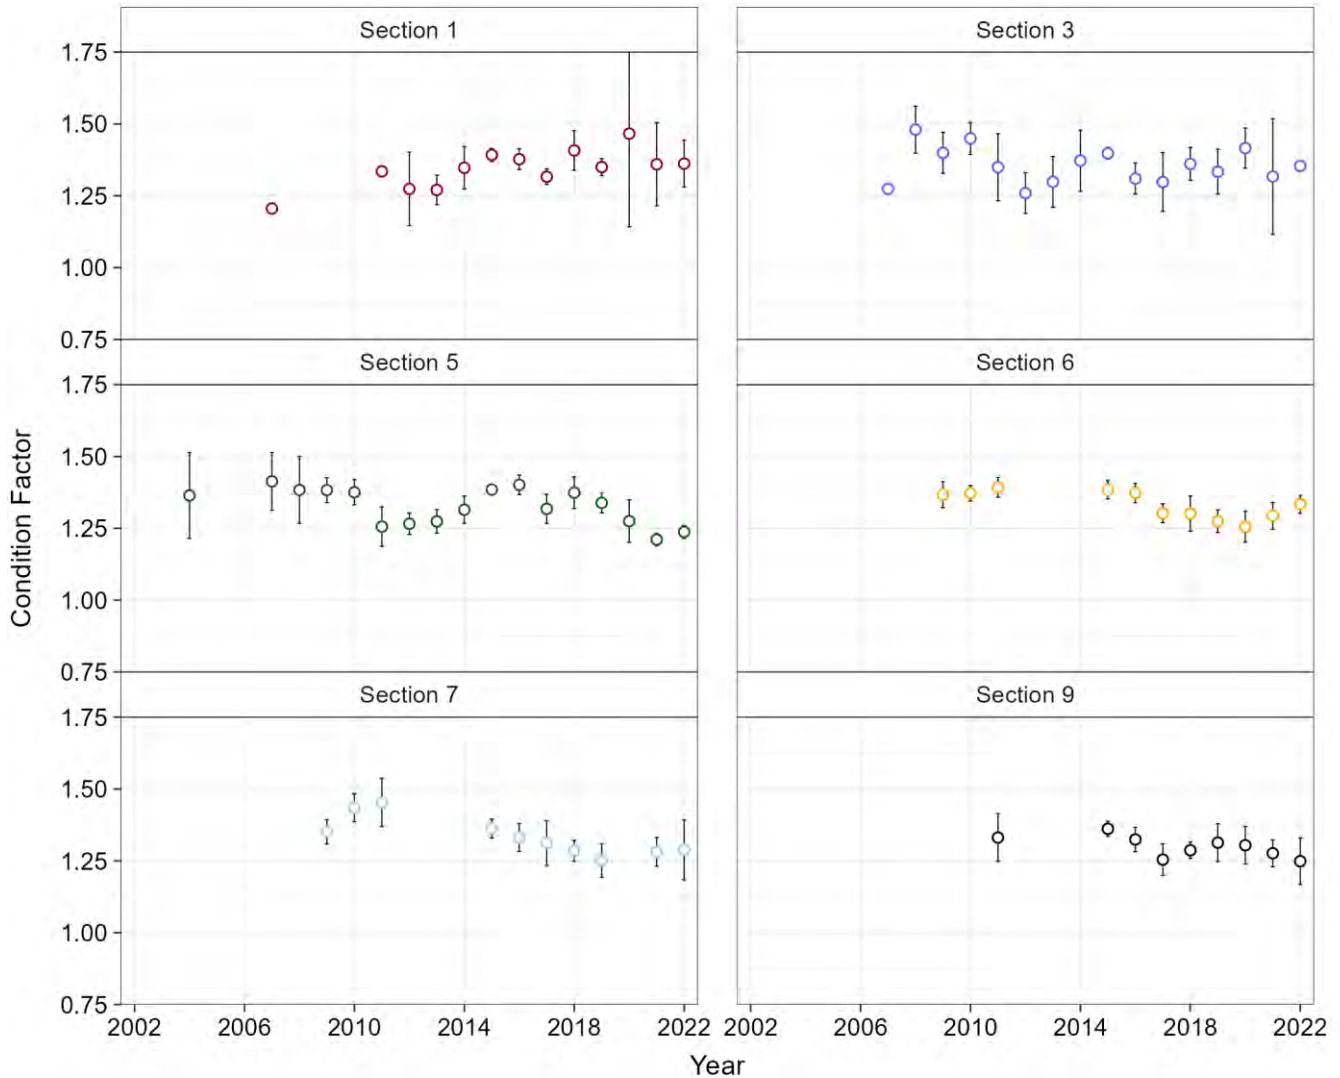 Section 1
Section 3
1.75
1.50
1.25
1.00
0.75
Section 5
Section 6
1.75
1.50
1.25
1.00
0.75
Section 7
Section 9
1.75
1.50
1.25
1.00
0.75
Condition Factor
2002 2006 2010 2014 2018 2022 2002 2006 2010 2014 2018 2022
Year